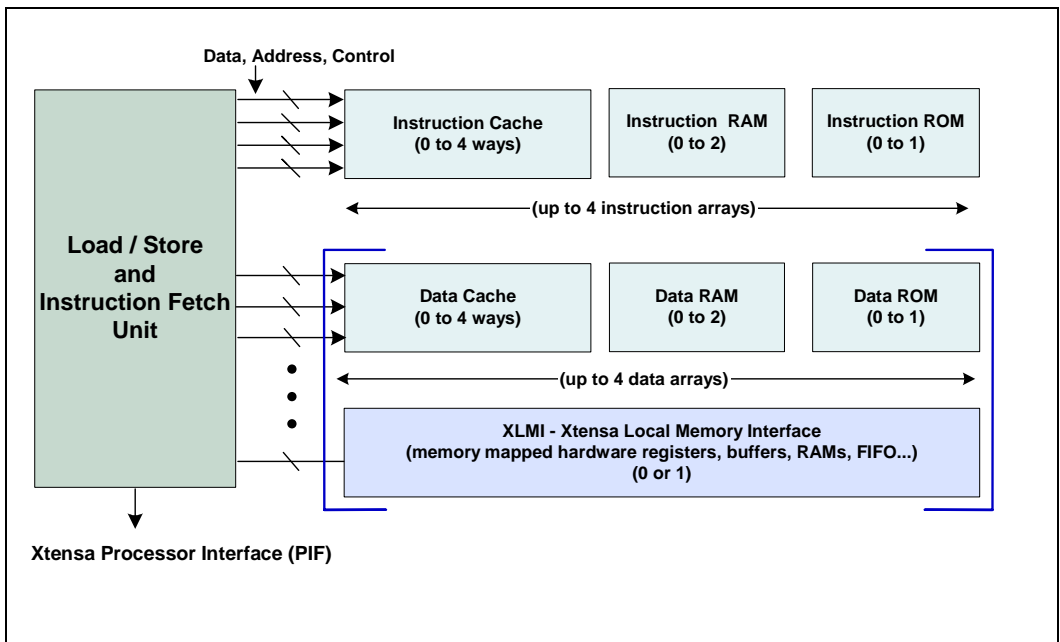 Data, Address, Control
Load / Store
and
Instruction Fetch
Unit
Instruction Cache
(0 to 4 ways)
Instruction RAM
(0 to 2)
Instruction ROM
(0 to 1)
(up to 4 instruction arrays)
Data Cache
(0 to 4 ways)
Data RAM
(0 to 2)
Data ROM
(0 to 1)
(up to 4 data arrays)
XLMI - Xtensa Local Memory Interface
(memory mapped hardware registers, buffers, RAMs, FIFO...)
(0 or 1)
Xtensa Processor Interface (PIF)